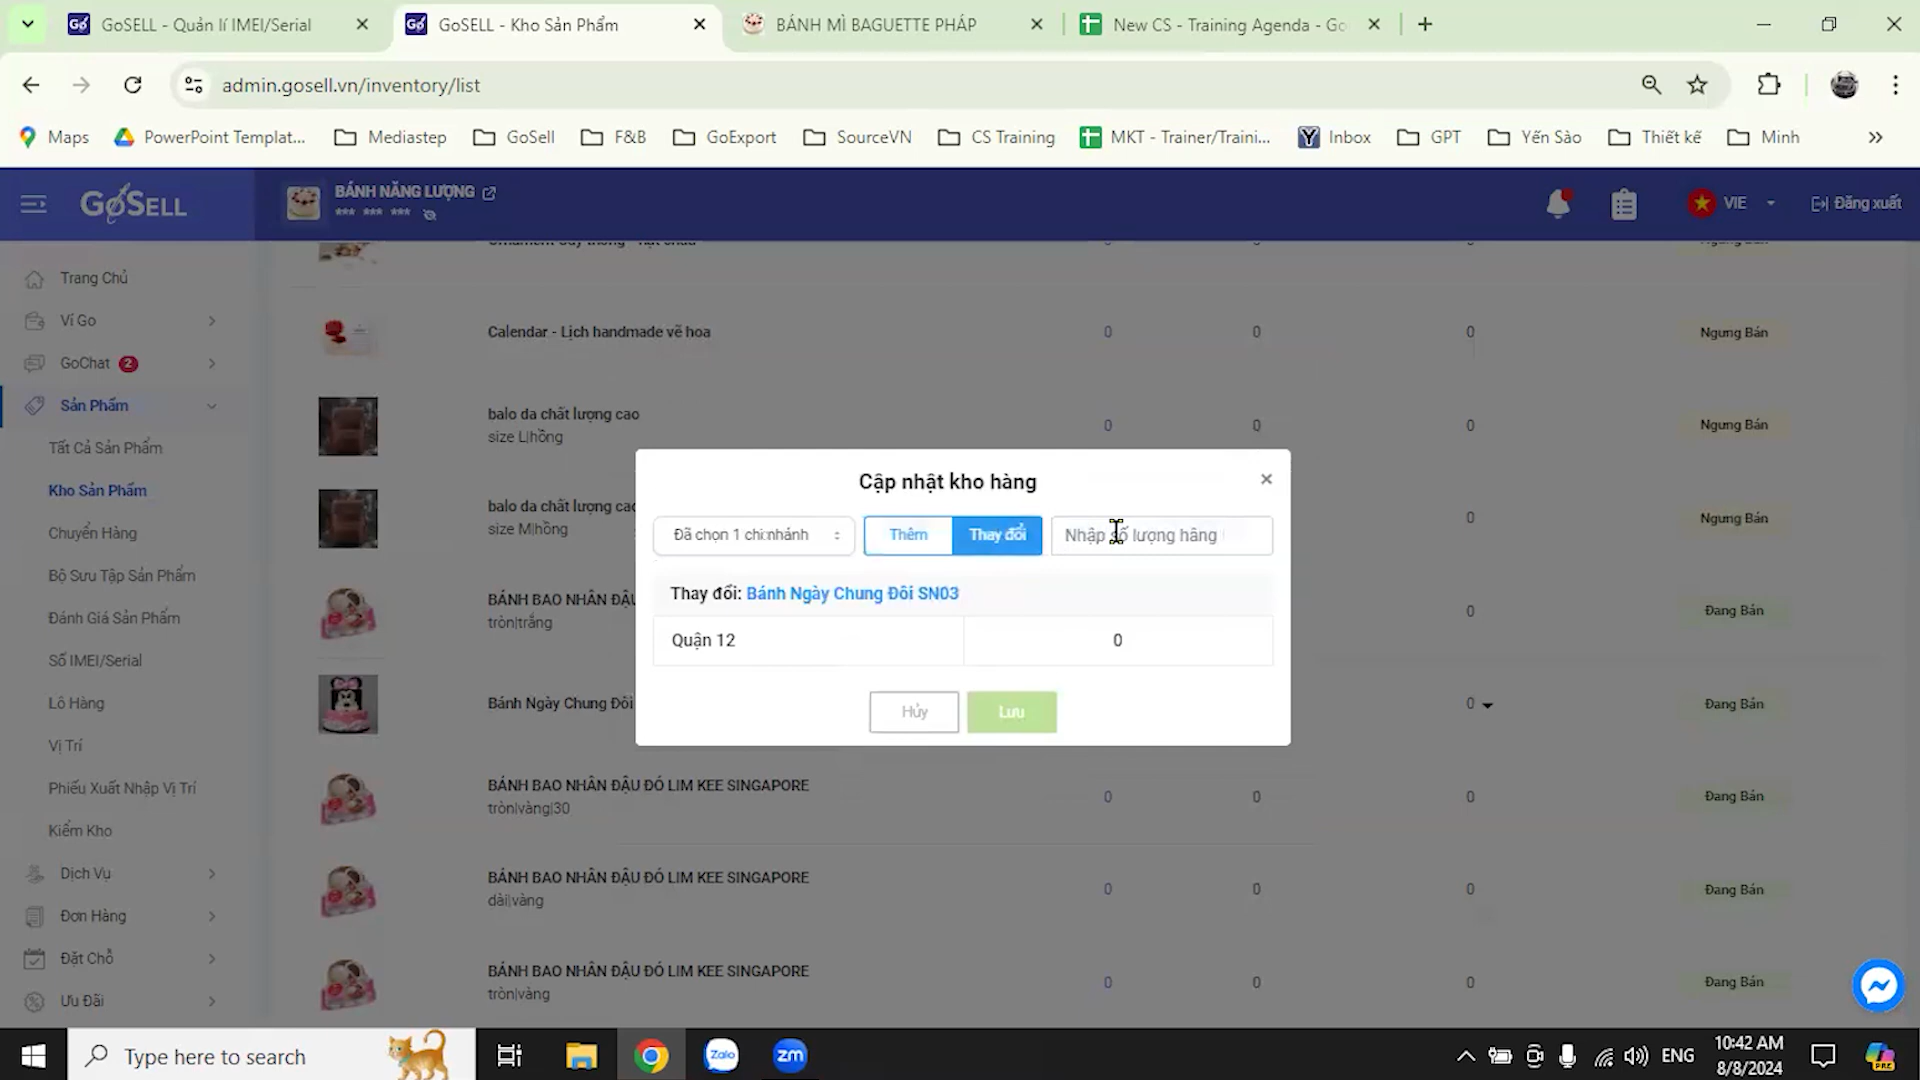 GoSELL - Quản lí IMEI/Serial
GoSELL - Kho Sản Phẩm
BÁNH MÌ BAGUETTE PHÁP
New CS - Training Agenda - Go
admin.gosell.vn/inventory/list
Maps
PowerPoint Templat...
Mediastep
GoSell
F&B
GoExport
SourceVN
CS Training
MKT - Trainer/Traini...
Inbox
GPT
Yến Sào
Thiết kế
Minh
GOSELL
BÁNH NĂNG LƯỢNG
*** *** ***
VIE
Đăng xuất
Trang Chủ
Ví Go
GoChat 2
Sản Phẩm
Tất Cả Sản Phẩm
Kho Sản Phẩm
Chuyển Hàng
Bộ Sưu Tập Sản Phẩm
Đánh Giá Sản Phẩm
Số IMEI/Serial
Lô Hàng
Vị Trí
Phiếu Xuất Nhập Vị Trí
Kiểm Kho
Dịch Vụ
Đơn Hàng
Đặt Chỗ
Ưu Đãi
Calendar - Lịch handmade vẽ hoa 0 0 0 Ngưng Bán
balo da chất lượng cao 0 0 0 Ngưng Bán
size L|hồng
balo da chất lượng cao 0 Ngưng Bán
size M|hồng
BÁNH BAO NHÂN ĐẬU 0 Đang Bán
tròn|trắng
Bánh Ngày Chung Đôi 0 Đang Bán
BÁNH BAO NHÂN ĐẬU ĐỎ LIM KEE SINGAPORE 0 0 0 Đang Bán
tròn|vàng|30
BÁNH BAO NHÂN ĐẬU ĐỎ LIM KEE SINGAPORE 0 0 0 Đang Bán
dài|vàng
BÁNH BAO NHÂN ĐẬU ĐỎ LIM KEE SINGAPORE 0 0 0 Đang Bán
tròn|vàng
Cập nhật kho hàng
Đã chọn 1 chi nhánh
Thêm
Thay đổi
Nhập số lượng hàng
Thay đổi: Bánh Ngày Chung Đôi SN03
Quận 12 0
Hủy
Lưu
Type here to search
Zalo
zm
ENG
10:42 AM
8/8/2024
PRE